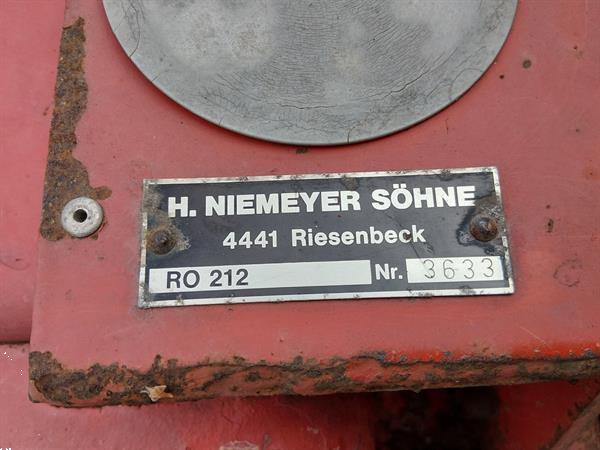 H. NIEMEYER SÖHNE
4441 Riesenbeck
RO 212 Nr. 3633